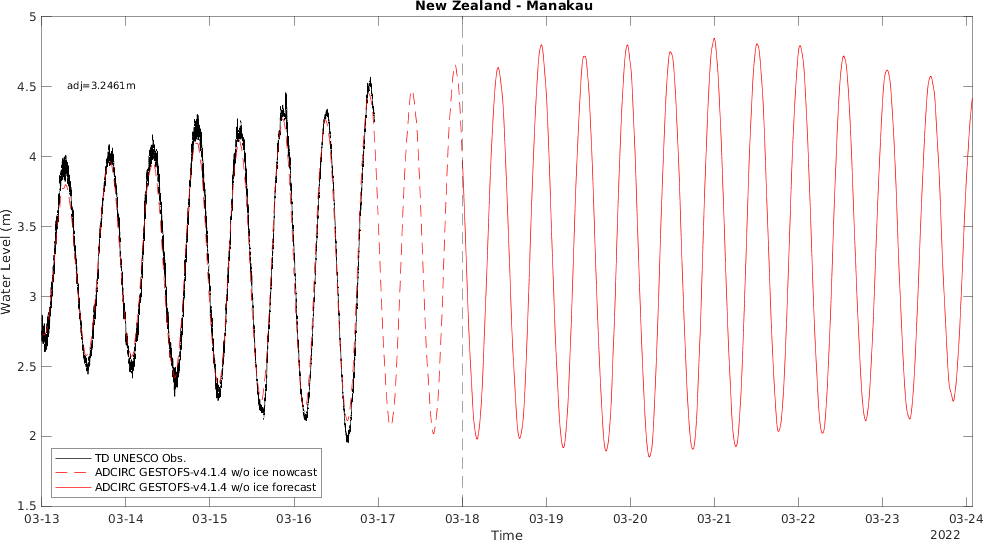 New Zealand - Manakau
5
4.5
4
3.5
3
2.5
2
1.5
Water Level (m)
adj=3.2461m
TD UNESCO Obs.
ADCIRC GESTOFS-v4.1.4 w/o ice nowcast
ADCIRC GESTOFS-v4.1.4 w/o ice forecast
03-13 03-14 03-15 03-16 03-17 03-18 03-19 03-20 03-21 03-22 03-23 03-24
Time
2022